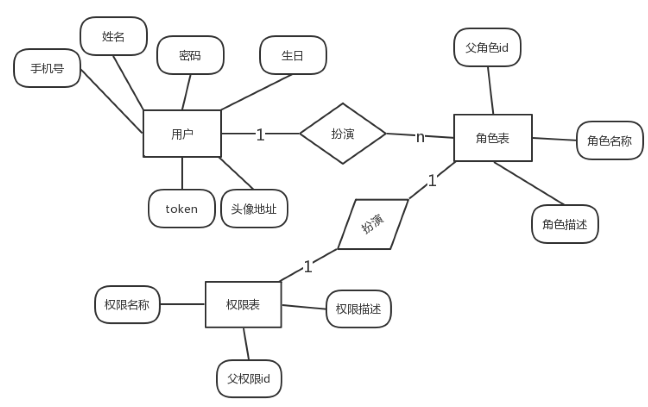 姓名
密码
生日
父角色id
手机号
用户
1
扮演
n
角色表
角色名称
token
头像地址
1
扮演
角色描述
1
权限名称
权限表
权限描述
父权限id